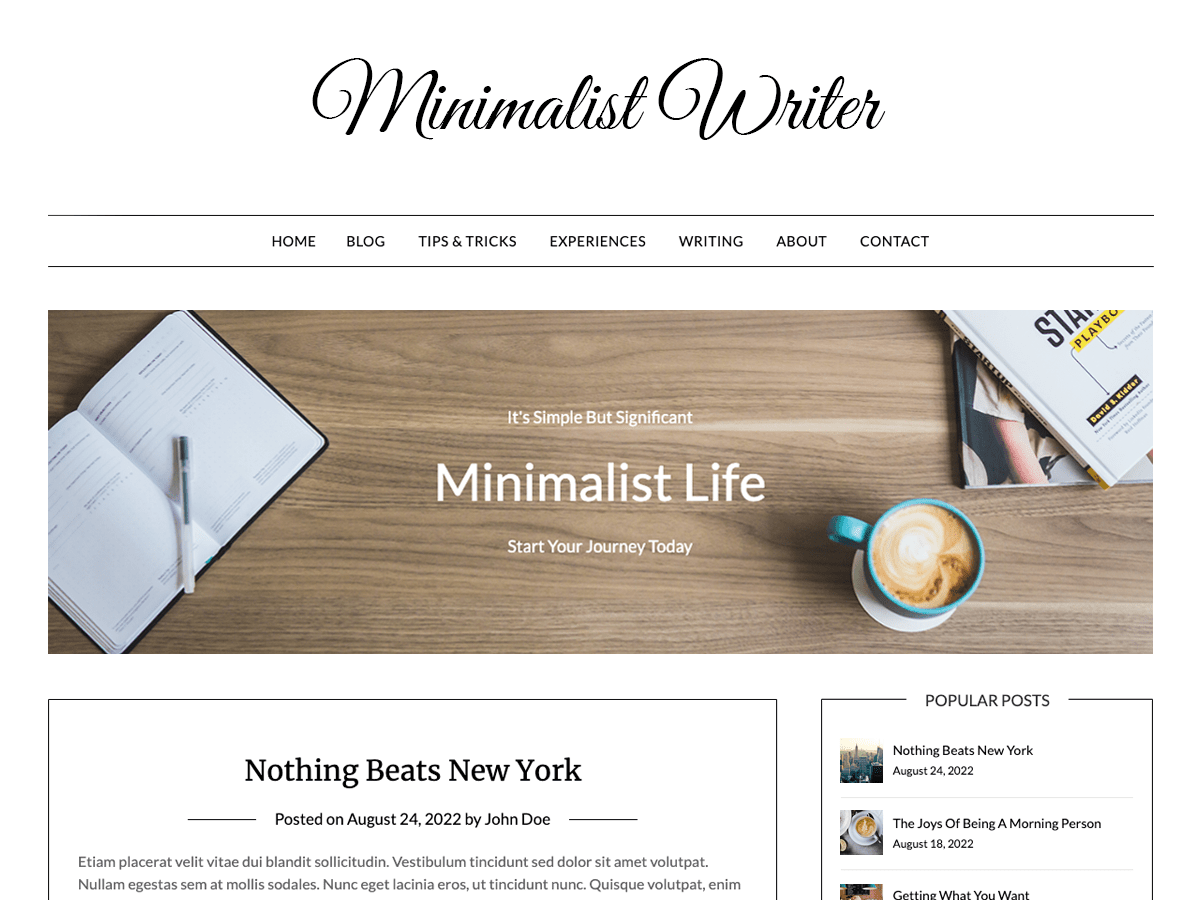 Minimalist Writer
HOME BLOG TIPS & TRICKS EXPERIENCES WRITING ABOUT CONTACT
It's Simple But Significant
Minimalist Life
Start Your Journey Today
PLAYBO
David S. Kidder
Nothing Beats New York
Posted on August 24, 2022 by John Doe
Etiam placerat velit vitae dui blandit sollicitudin. Vestibulum tincidunt sed dolor sit amet volutpat.
Nullam egestas sem at mollis sodales. Nunc eget lacinia eros, ut tincidunt nunc. Quisque volutpat, enim
POPULAR POSTS
Nothing Beats New York
August 24, 2022
The Joys Of Being A Morning Person
August 18, 2022
Getting What You Want